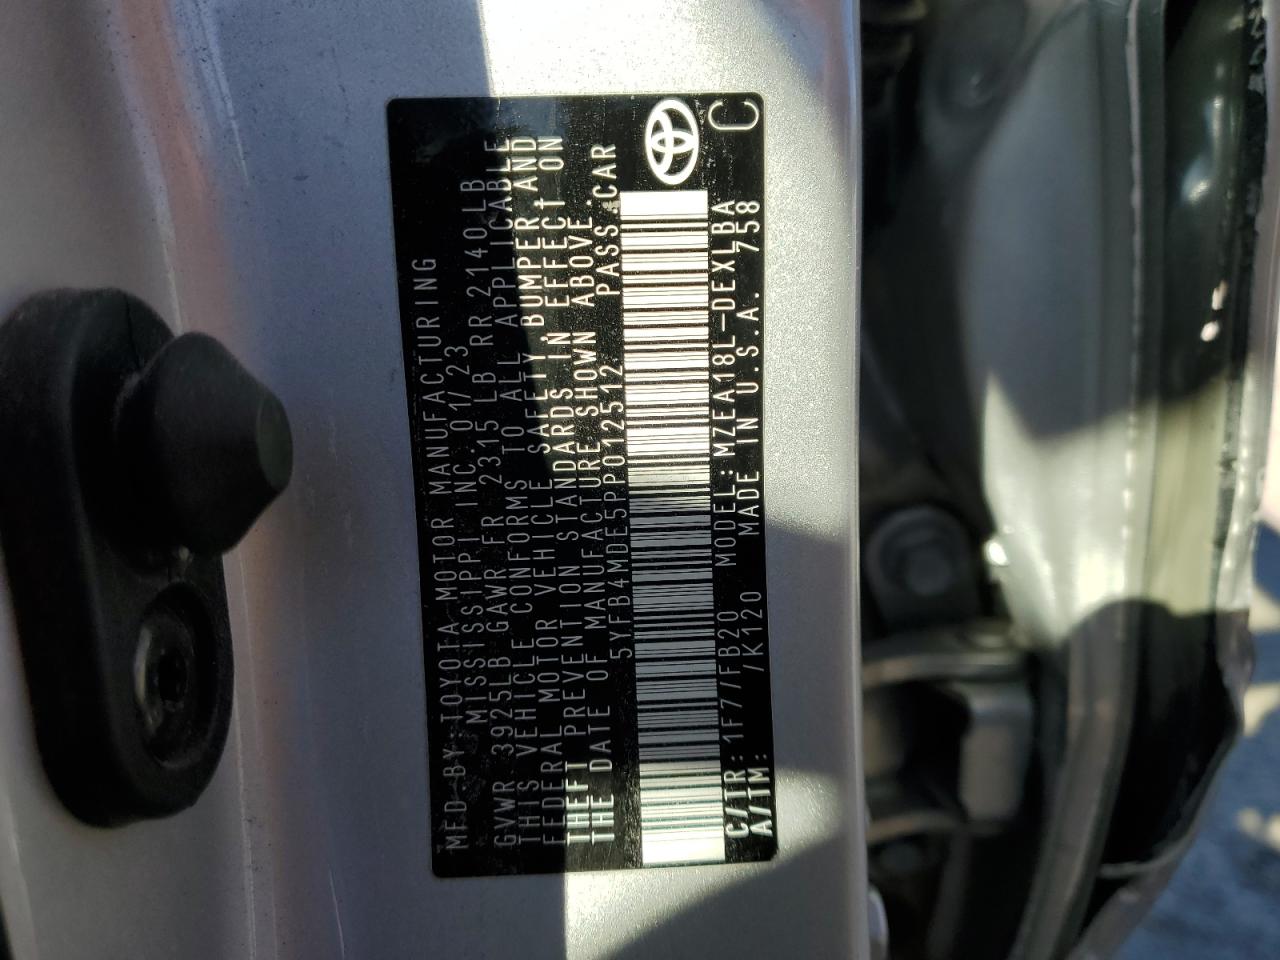 MFD BY TOYOTA MOTOR MANUFACTURING
MISSISSIPPI INC. 01/23
GVWR 3925LB GAWR FR 2315LB RR 2140LB
THIS VEHICLE CONFORMS TO ALL APPLICABLE
FEDERAL MOTOR VEHICLE SAFETY, BUMPER, AND
THEFT PREVENTION STANDARDS IN EFFECT ON
THE DATE OF MANUFACTURE SHOWN ABOVE.
5YFB4MDE5PP012512 PASS.CAR
C/TR: 1F7/FB20 MODEL: MZEA18L-DEXLBA
A/TM: /K120 MADE IN U.S.A. 758
C